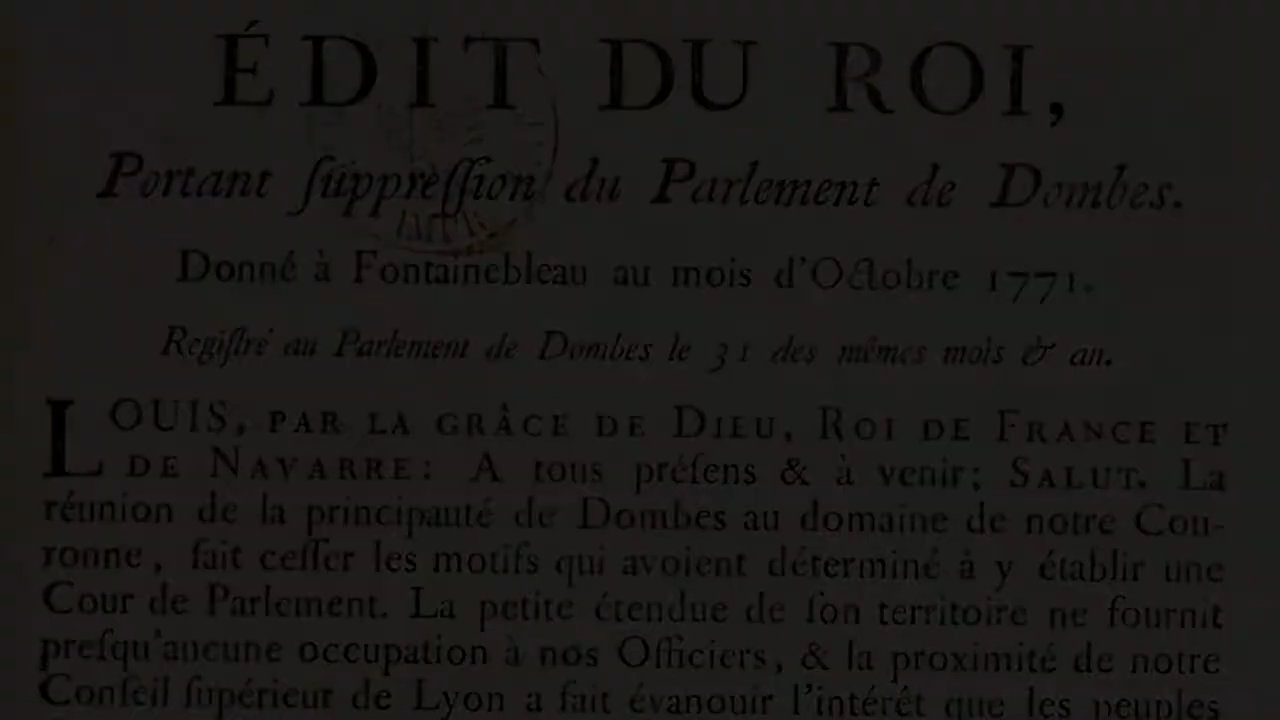 ÉDIT DU ROI,
Portant ſuppreſſion du Parlement de Dombes.
Donné à Fontainebleau au mois d'Octobre 1771.
Regiſtré au Parlement de Dombes le 31 des mêmes mois & an.
LOUIS, PAR LA GRÂCE DE DIEU, ROI DE FRANCE ET
DE NAVARRE: A tous préſens & à venir; SALUT. La
réunion de la principauté de Dombes au domaine de notre Cou-
ronne, fait ceſſer les motifs qui avoient déterminé à y établir une
Cour de Parlement. La petite étendue de ſon territoire ne fournit
preſqu'aucune occupation à nos Officiers, & la proximité de notre
Conſeil ſupérieur de Lyon a fait évanouir l'intérêt que les peuples